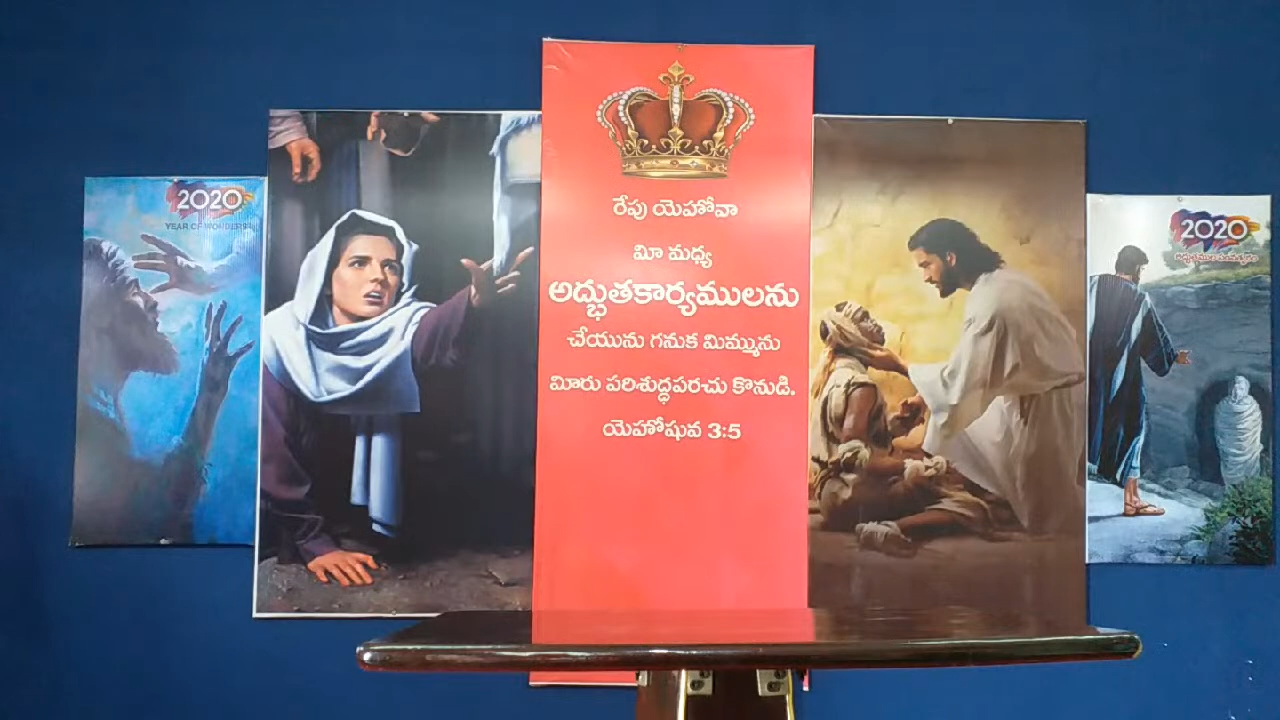 2020
YEAR OF WONDERS
రేపు యెహోవా
మీ మధ్య
అద్భుతకార్యములను
చేయును గనుక మిమ్మును
మీరు పరిశుద్ధపరచు కొనుడి.
యెహోషువ 3:5
2020